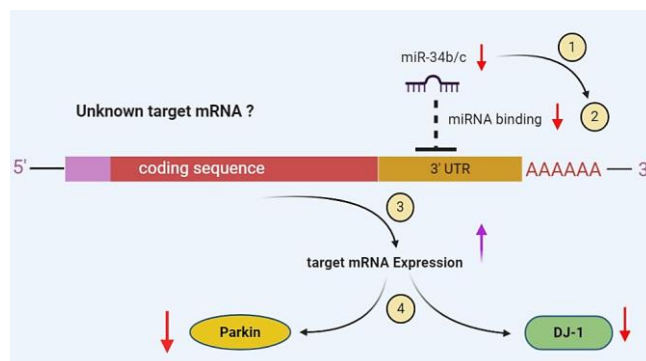 miR-34b/c
1
Unknown target mRNA ?
miRNA binding
2
5'
coding sequence
3' UTR
AAAAAA
3
3
target mRNA Expression
4
Parkin
DJ-1